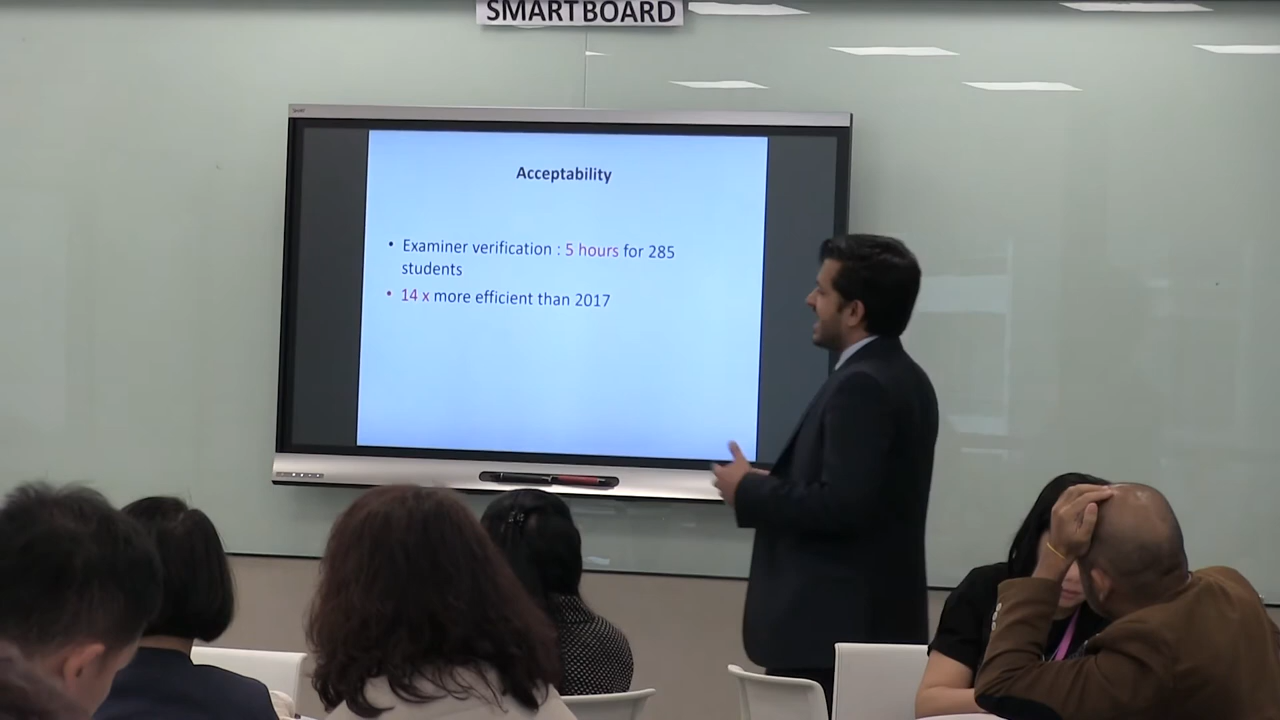 SMARTBOARD
Acceptability
• Examiner verification : 5 hours for 285
students
• 14 x more efficient than 2017